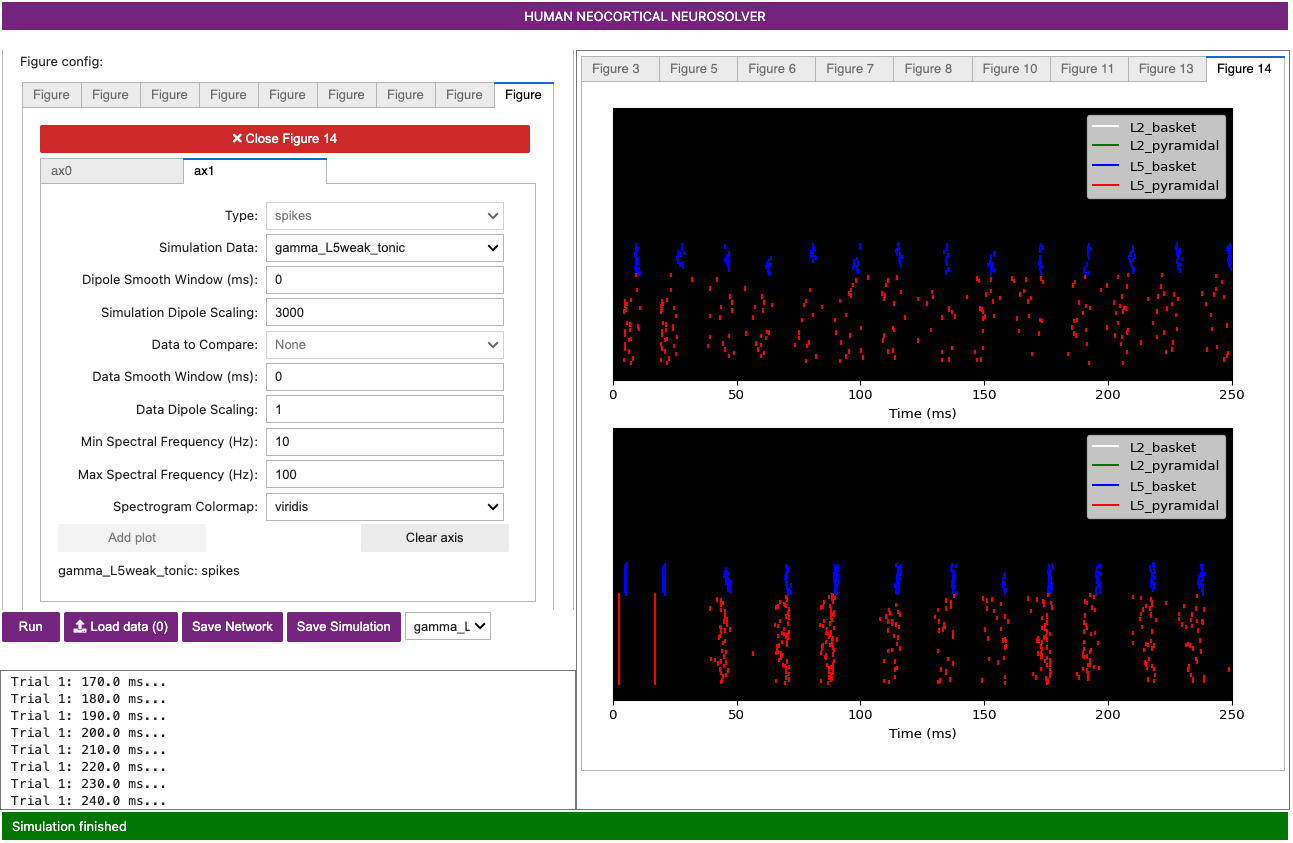 HUMAN NEOCORTICAL NEUROSOLVER
Figure config:
Figure Figure Figure Figure Figure Figure Figure Figure Figure
✕ Close Figure 14
ax0 ax1
Type: spikes
Simulation Data: gamma_L5weak_tonic
Dipole Smooth Window (ms): 0
Simulation Dipole Scaling: 3000
Data to Compare: None
Data Smooth Window (ms): 0
Data Dipole Scaling: 1
Min Spectral Frequency (Hz): 10
Max Spectral Frequency (Hz): 100
Spectrogram Colormap: viridis
Add plot Clear axis
gamma_L5weak_tonic: spikes
Run Load data (0) Save Network Save Simulation gamma_L
Trial 1: 170.0 ms...
Trial 1: 180.0 ms...
Trial 1: 190.0 ms...
Trial 1: 200.0 ms...
Trial 1: 210.0 ms...
Trial 1: 220.0 ms...
Trial 1: 230.0 ms...
Trial 1: 240.0 ms...
Figure 3 Figure 5 Figure 6 Figure 7 Figure 8 Figure 10 Figure 11 Figure 13 Figure 14
L2_basket
L2_pyramidal
L5_basket
L5_pyramidal
0 50 100 150 200 250
Time (ms)
L2_basket
L2_pyramidal
L5_basket
L5_pyramidal
0 50 100 150 200 250
Time (ms)
Simulation finished